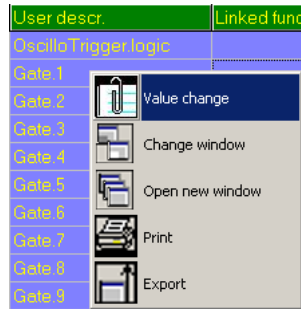 User descr. Linked func
OscilloTrigger.logic
Gate.1
Gate.2 Value change
Gate.3
Gate.4 Change window
Gate.5
Gate.6 Open new window
Gate.7 Print
Gate.8
Gate.9 Export